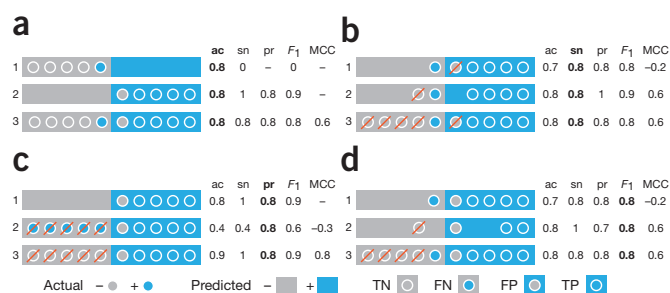 a
ac sn pr F1 MCC
1 0.8 0 – 0 –
2 0.8 1 0.8 0.9 –
3 0.8 0.8 0.8 0.8 0.6
b
ac sn pr F1 MCC
1 0.7 0.8 0.8 0.8 –0.2
2 0.8 0.8 1 0.9 0.6
3 0.8 0.8 0.8 0.8 0.6
c
ac sn pr F1 MCC
1 0.8 1 0.8 0.9 –
2 0.4 0.4 0.8 0.6 –0.3
3 0.9 1 0.8 0.9 0.8
d
ac sn pr F1 MCC
1 0.7 0.8 0.8 0.8 –0.2
2 0.8 1 0.7 0.8 0.6
3 0.8 0.8 0.8 0.8 0.6
Actual – + Predicted – + TN FN FP TP